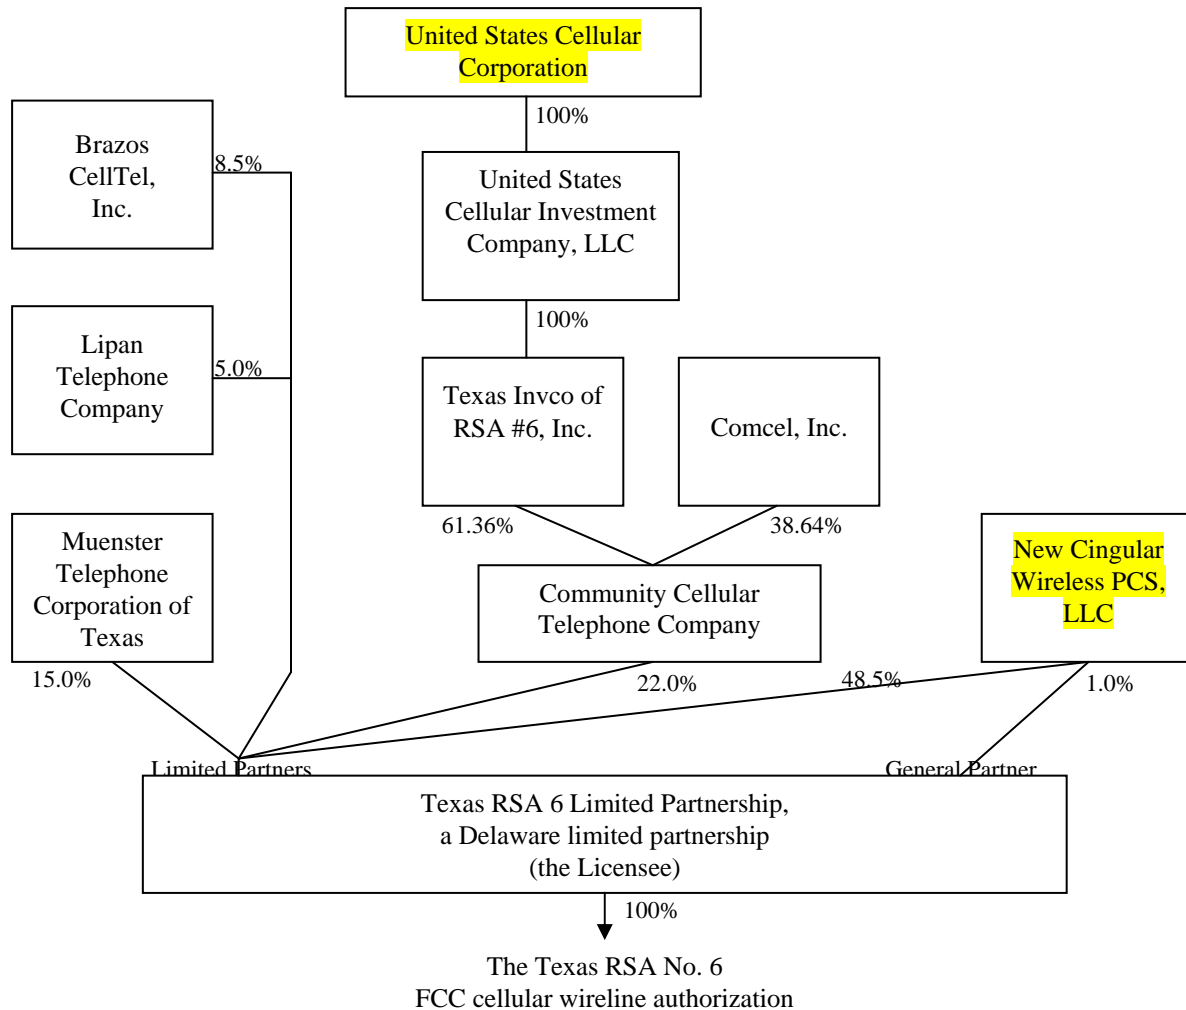 United States Cellular
Corporation
100%
Brazos
CellTel,
Inc.
8.5%
United States
Cellular Investment
Company, LLC
100%
Lipan
Telephone
Company
5.0%
Texas Invco of
RSA #6, Inc.
Comcel, Inc.
61.36%
38.64%
Muenster
Telephone
Corporation of
Texas
New Cingular
Wireless PCS,
LLC
Community Cellular
Telephone Company
15.0%
22.0%
48.5%
1.0%
Limited Partners
General Partner
Texas RSA 6 Limited Partnership,
a Delaware limited partnership
(the Licensee)
100%
The Texas RSA No. 6
FCC cellular wireline authorization